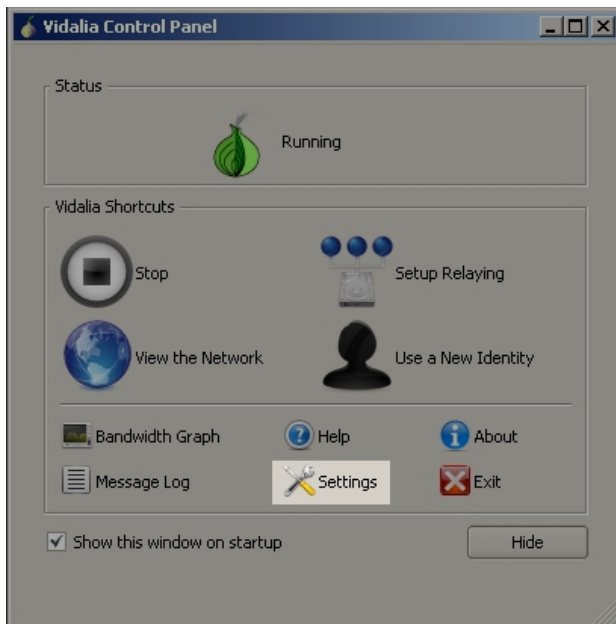 Vidalia Control Panel
Status
Running
Vidalia Shortcuts
Stop
Setup Relaying
View the Network
Use a New Identity
Bandwidth Graph
Help
About
Message Log
Settings
Exit
Show this window on startup
Hide